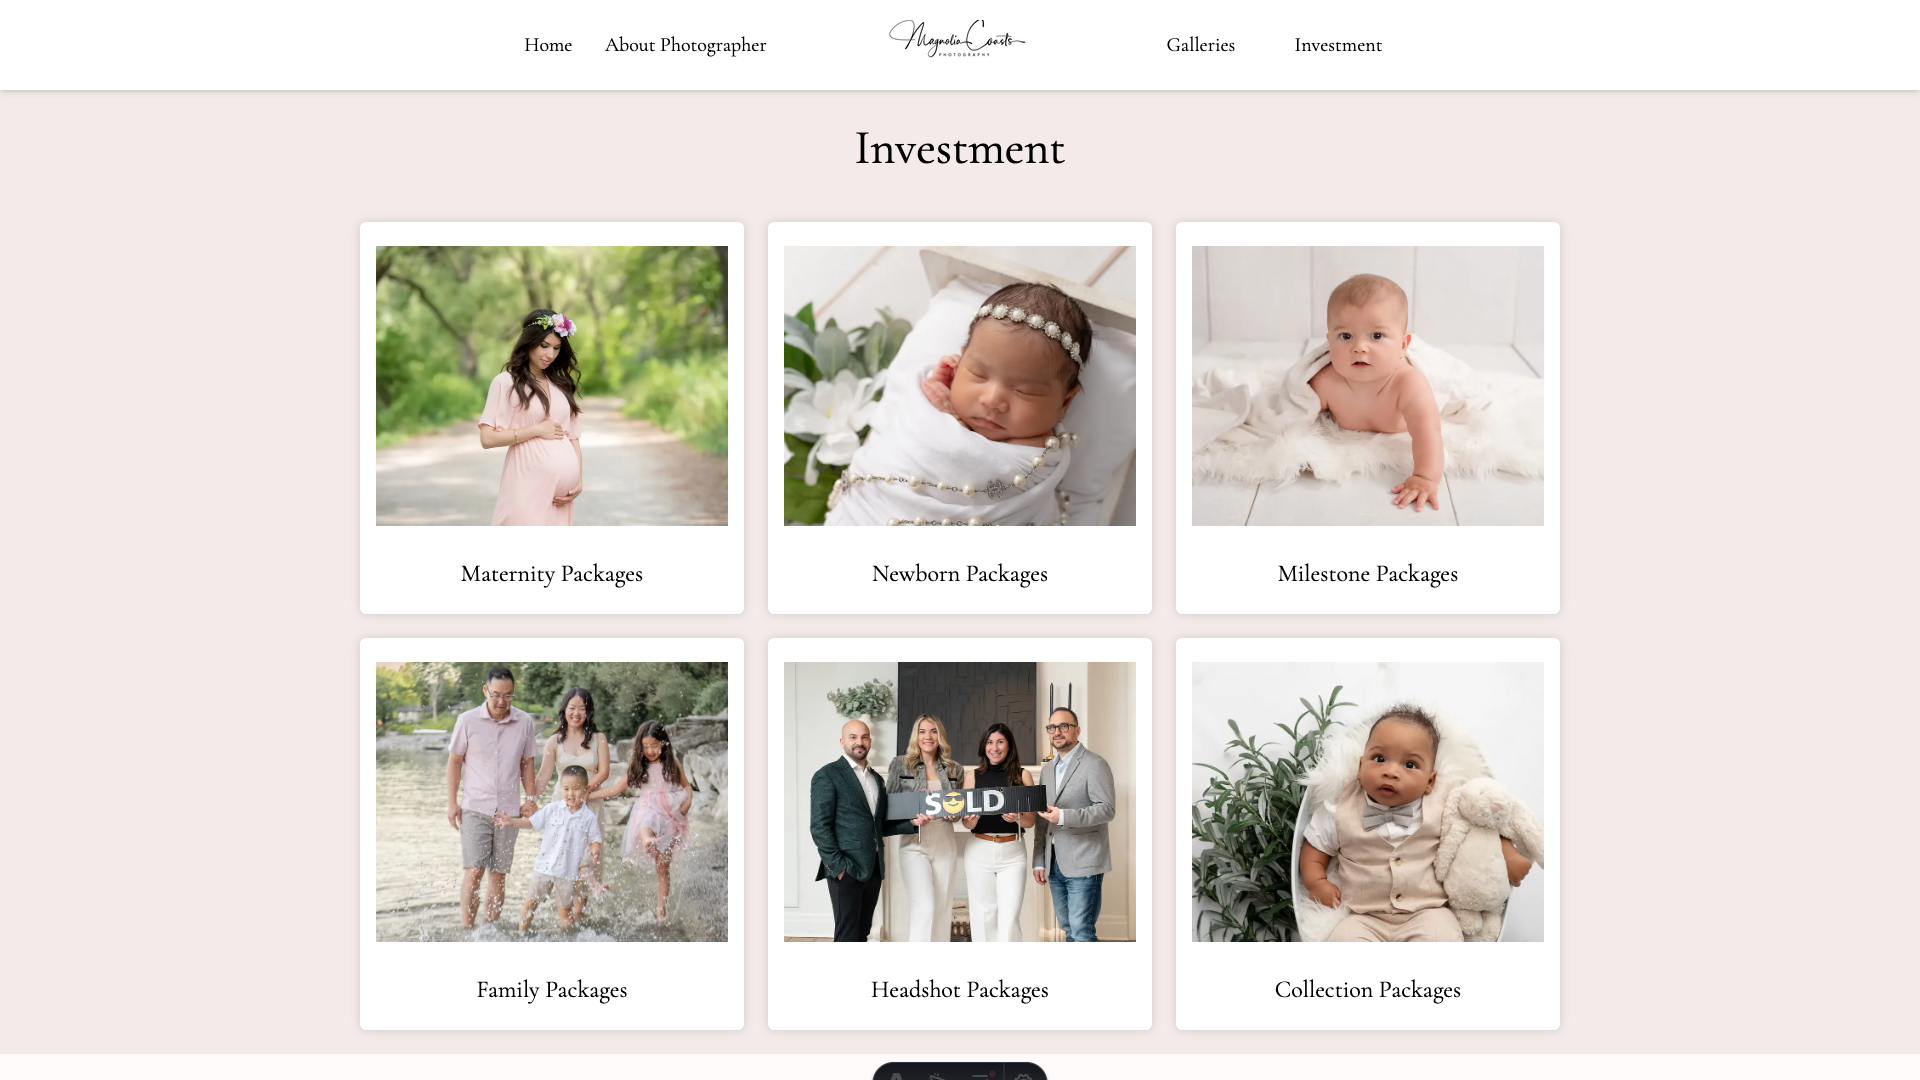 Home
About Photographer
Magnolia Coasts
PHOTOGRAPHY
Galleries
Investment
Investment
Maternity Packages
Newborn Packages
Milestone Packages
SOLD
Family Packages
Headshot Packages
Collection Packages